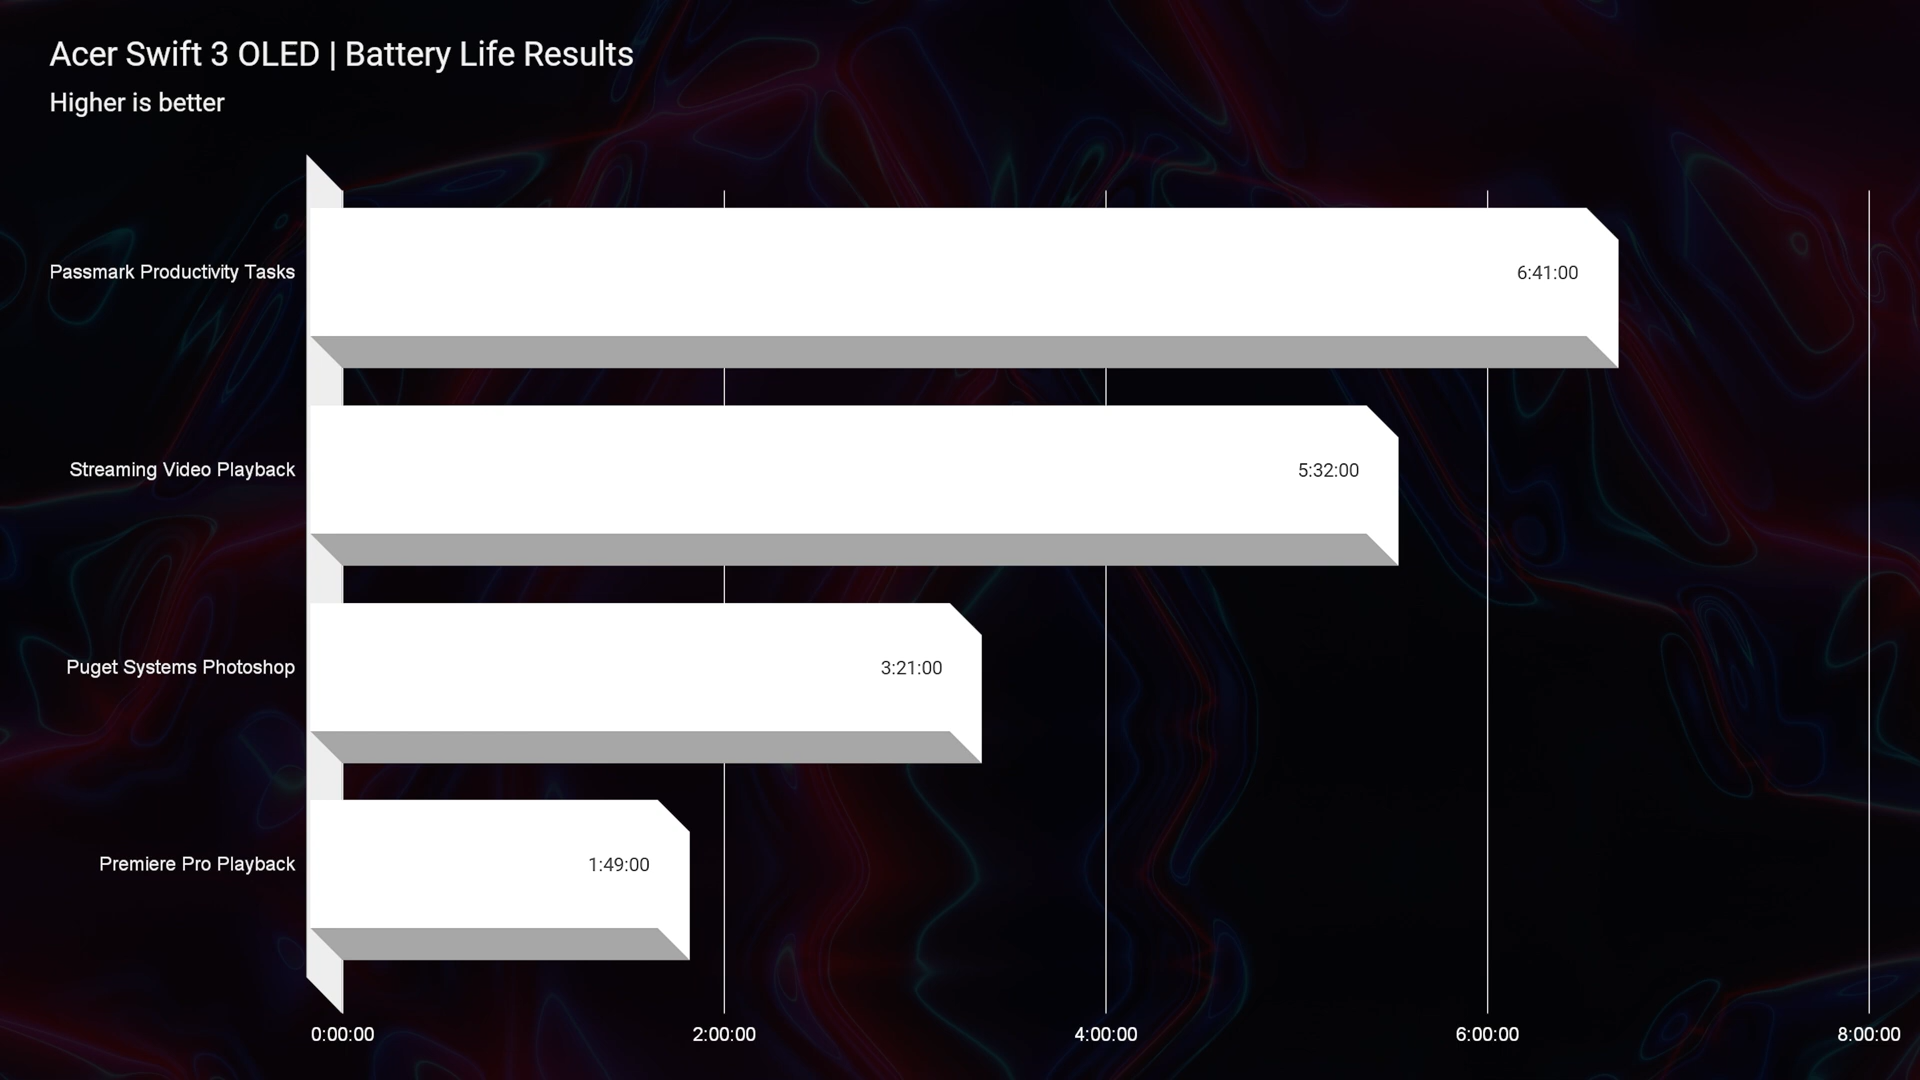 Acer Swift 3 OLED | Battery Life Results
Higher is better
Passmark Productivity Tasks
6:41:00
Streaming Video Playback
5:32:00
Puget Systems Photoshop
3:21:00
Premiere Pro Playback
1:49:00
0:00:00
2:00:00
4:00:00
6:00:00
8:00:00